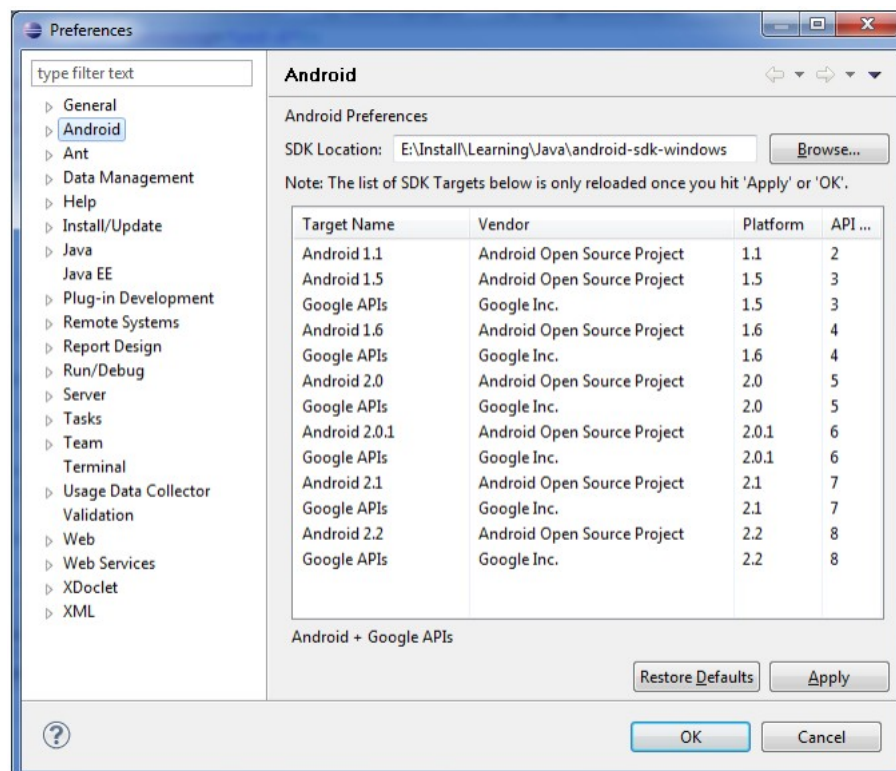 Preferences
type filter text
General
Android
Ant
Data Management
Help
Install/Update
Java
Java EE
Plug-in Development
Remote Systems
Report Design
Run/Debug
Server
Tasks
Team
Terminal
Usage Data Collector
Validation
Web
Web Services
XDoclet
XML
Android
Android Preferences
SDK Location: E:\Install\Learning\Java\android-sdk-windows Browse...
Note: The list of SDK Targets below is only reloaded once you hit 'Apply' or 'OK'.
Target Name Vendor Platform API ...
Android 1.1 Android Open Source Project 1.1 2
Android 1.5 Android Open Source Project 1.5 3
Google APIs Google Inc. 1.5 3
Android 1.6 Android Open Source Project 1.6 4
Google APIs Google Inc. 1.6 4
Android 2.0 Android Open Source Project 2.0 5
Google APIs Google Inc. 2.0 5
Android 2.0.1 Android Open Source Project 2.0.1 6
Google APIs Google Inc. 2.0.1 6
Android 2.1 Android Open Source Project 2.1 7
Google APIs Google Inc. 2.1 7
Android 2.2 Android Open Source Project 2.2 8
Google APIs Google Inc. 2.2 8
Android + Google APIs
Restore Defaults Apply
OK Cancel